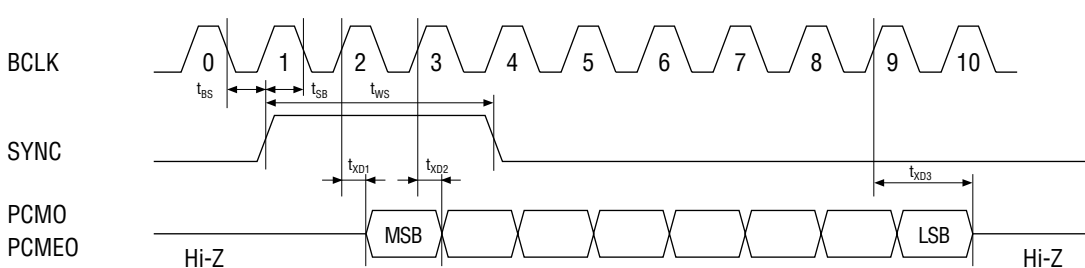 BCLK 0 1 2 3 4 5 6 7 8 9 10
tBS tSB tWS
SYNC
tXD1 tXD2 tXD3
PCMO
PCMEO
MSB LSB
Hi-Z Hi-Z